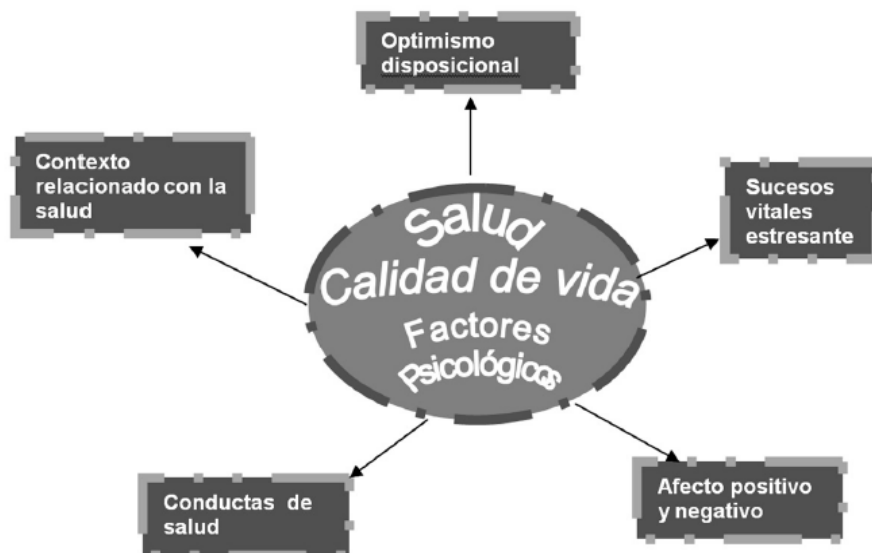 Optimismo
disposicional
Contexto
relacionado con la
salud
Sucesos
vitales
estresante
Salud
Calidad de vida
Factores
Psicológicos
Conductas de
salud
Afecto positivo
y negativo